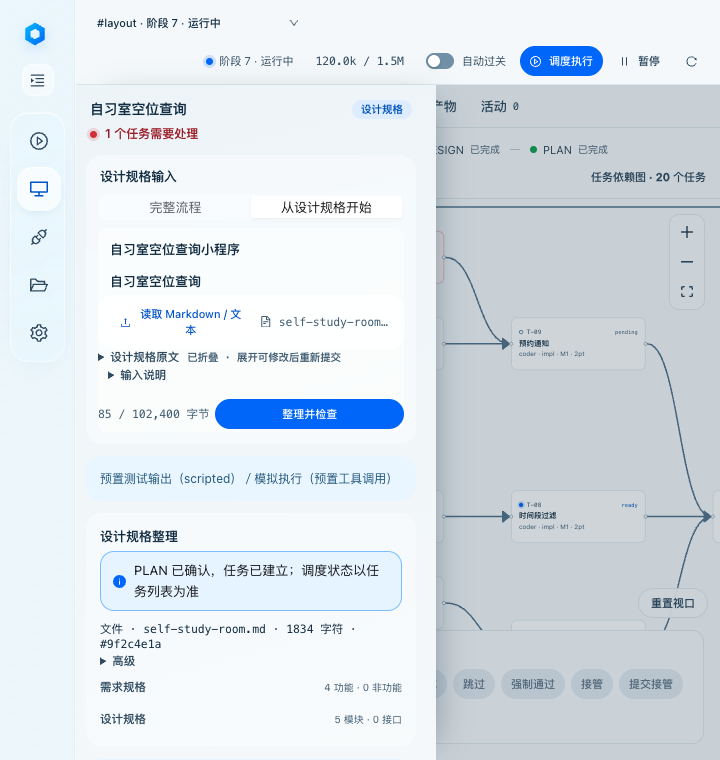 #layout · 阶段 7 · 运行中
阶段 7 · 运行中
120.0k / 1.5M
自动过关
调度执行
暂停
自习室空位查询
设计规格
1 个任务需要处理
设计规格输入
完整流程
从设计规格开始
自习室空位查询小程序
自习室空位查询
读取 Markdown / 文
本
self-study-room…
设计规格原文 已折叠 · 展开可修改后重新提交
输入说明
85 / 102,400 字节
整理并检查
预置测试输出（scripted）/ 模拟执行（预置工具调用）
设计规格整理
PLAN 已确认，任务已建立；调度状态以任
务列表为准
文件 · self-study-room.md · 1834 字符 ·
#9f2c4e1a
高级
需求规格
4 功能 · 0 非功能
设计规格
5 模块 · 0 接口
产物
活动 0
SIGN 已完成 — PLAN 已完成
任务依赖图 · 20 个任务
T-09
pending
预约通知
coder · impl · M1 · 2pt
T-08
ready
时间段过滤
coder · impl · M1 · 2pt
重置视口
跳过
强制通过
接管
提交接管